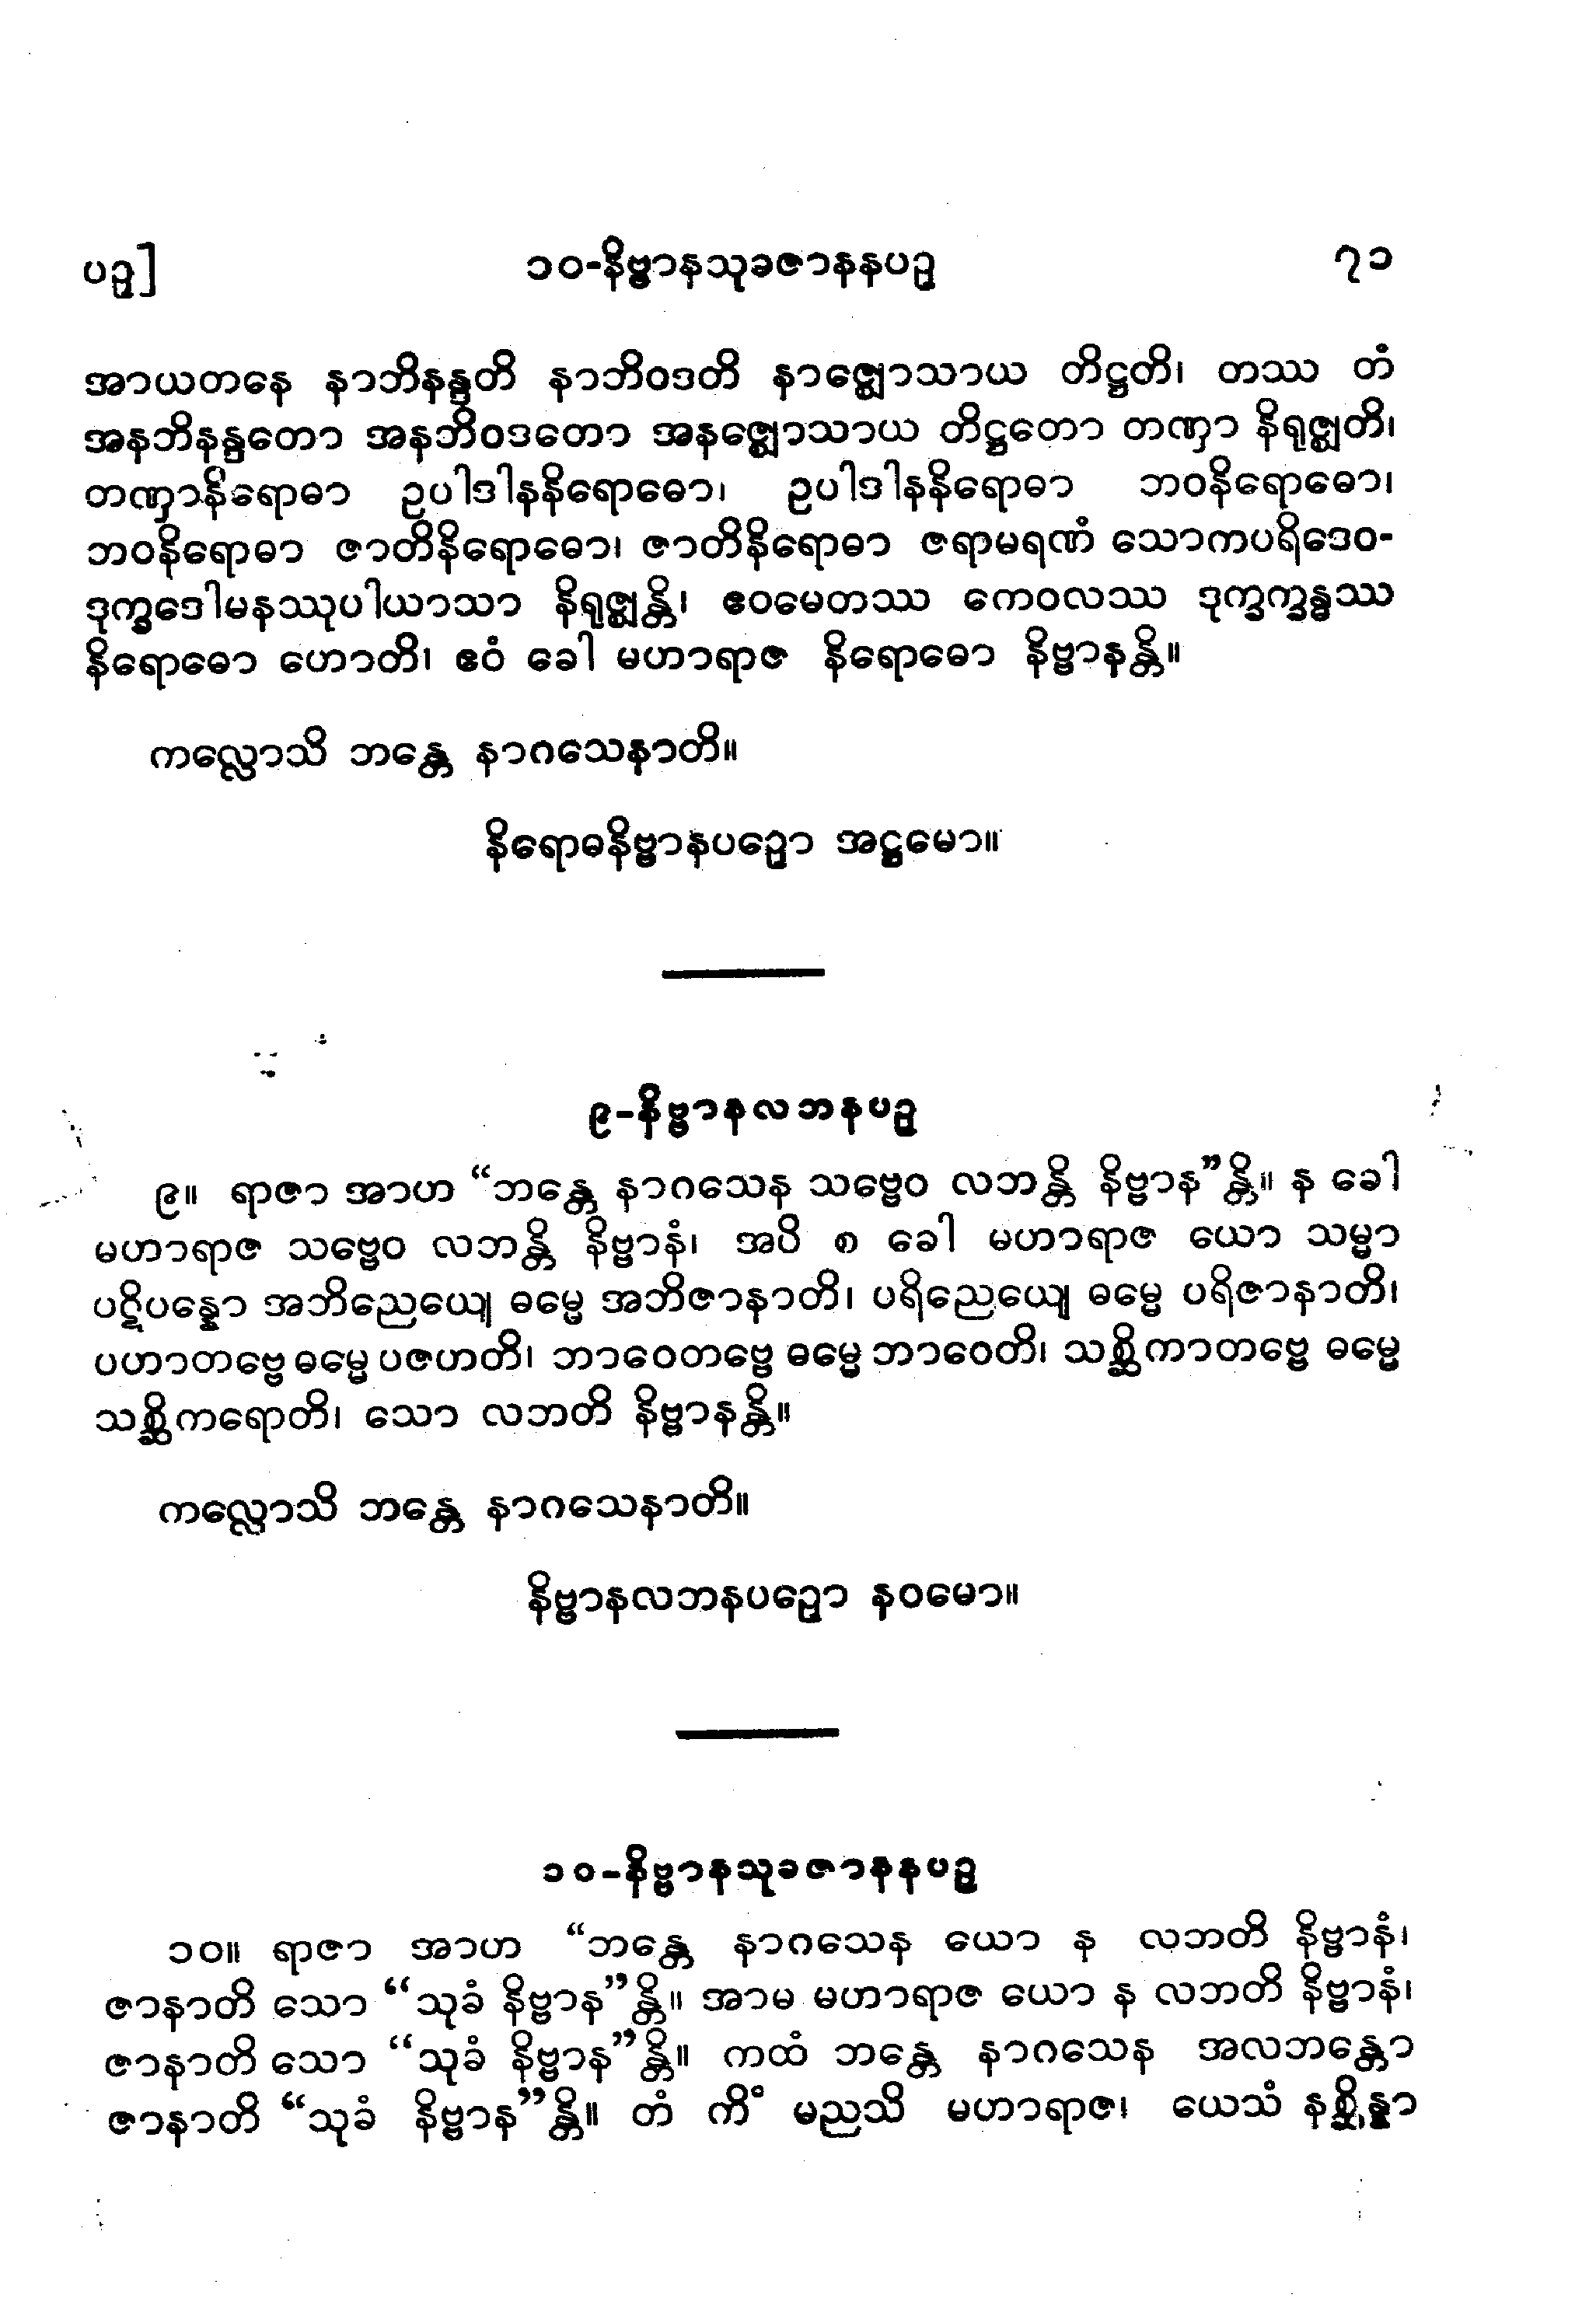 ပဉှ]
၁၀-နိဗ္ဗာနသုခဇာနနပဉှ
၇၁
အာယတနေ နာဘိနန္ဒတိ နာဘိဝဒတိ နာဇ္ဈောသာယ တိဋ္ဌတိ၊ တဿ တံ
အနဘိနန္ဒတော အနဘိဝဒတော အနဇ္ဈောသာယ တိဋ္ဌတော တဏှာ နိရုဇ္ဈတိ၊
တဏှာနိရောဓာ ဥပါဒါနနိရောဓော၊ ဥပါဒါနနိရောဓာ ဘဝနိရောဓော၊
ဘဝနိရောဓာ ဇာတိနိရောဓော၊ ဇာတိနိရောဓာ ဇရာမရဏံ သောကပရိဒေဝ-
ဒုက္ခဒေါမနဿုပါယာသာ နိရုဇ္ဈန္တိ၊ ဧဝမေတဿ ကေဝလဿ ဒုက္ခက္ခန္ဓဿ
နိရောဓော ဟောတိ၊ ဧဝံ ခေါ မဟာရာဇ နိရောဓော နိဗ္ဗာနန္တိ။
ကလ္လောသိ ဘန္တေ နာဂသေနာတိ။
နိရောဓနိဗ္ဗာနပဉှော အဋ္ဌမော။
၉-နိဗ္ဗာနလဘနပဉှ
၉။ ရာဇာ အာဟ “ဘန္တေ နာဂသေန သဗ္ဗေဝ လဘန္တိ နိဗ္ဗာန”န္တိ။ န ခေါ
မဟာရာဇ သဗ္ဗေဝ လဘန္တိ နိဗ္ဗာနံ၊ အပိ စ ခေါ မဟာရာဇ ယော သမ္မာ
ပဋိပန္နော အဘိညေယျေ ဓမ္မေ အဘိဇာနာတိ၊ ပရိညေယျေ ဓမ္မေ ပရိဇာနာတိ၊
ပဟာတဗ္ဗေ ဓမ္မေ ပဇဟတိ၊ ဘာဝေတဗ္ဗေ ဓမ္မေ ဘာဝေတိ၊ သစ္ဆိကာတဗ္ဗေ ဓမ္မေ
သစ္ဆိကရောတိ၊ သော လဘတိ နိဗ္ဗာနန္တိ။
ကလ္လောသိ ဘန္တေ နာဂသေနာတိ။
နိဗ္ဗာနလဘနပဉှော နဝမော။
၁၀-နိဗ္ဗာနသုခဇာနနပဉှ
၁၀။ ရာဇာ အာဟ “ဘန္တေ နာဂသေန ယော န လဘတိ နိဗ္ဗာနံ၊
ဇာနာတိ သော “သုခံ နိဗ္ဗာန”န္တိ။ အာမ မဟာရာဇ ယော န လဘတိ နိဗ္ဗာနံ၊
ဇာနာတိ သော “သုခံ နိဗ္ဗာန”န္တိ။ ကထံ ဘန္တေ နာဂသေန အလဘန္တော
ဇာနာတိ “သုခံ နိဗ္ဗာန”န္တိ။ တံ ကိံ မညသိ မဟာရာဇ၊ ယေသံ နစ္ဆိန္နာ